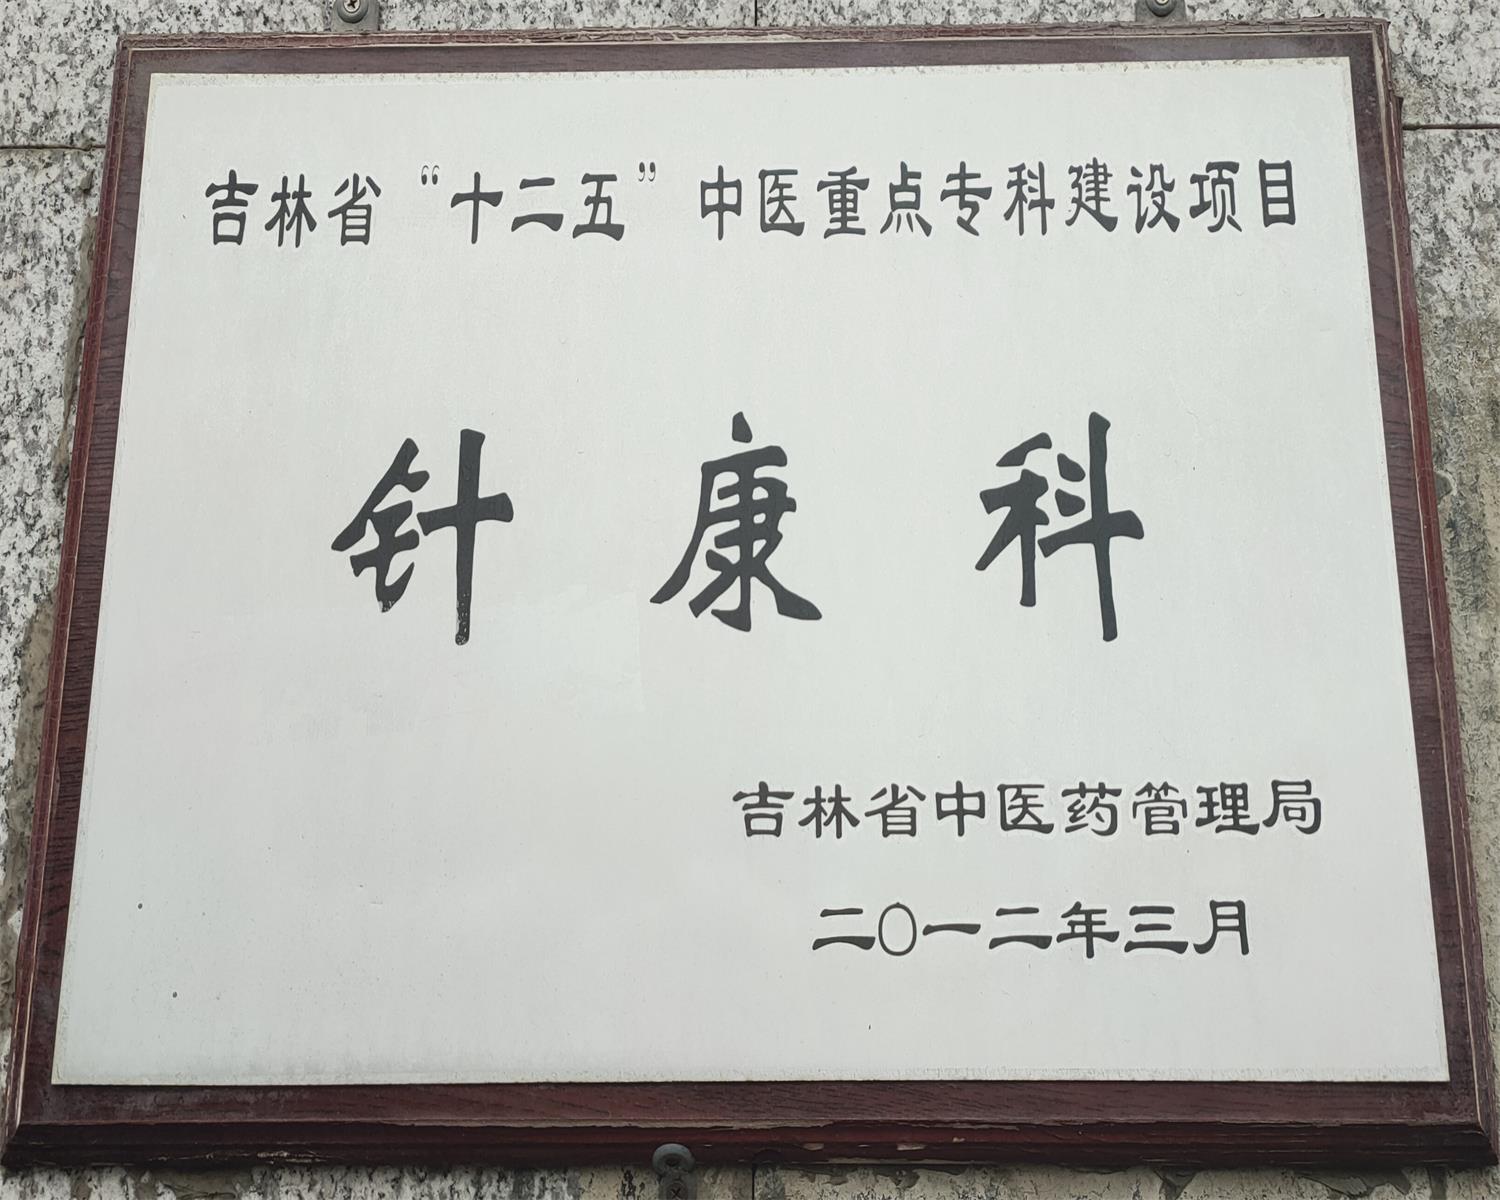 吉林省“十二五”中医重点专科建设项目
针康科
吉林省中医药管理局
二〇一二年三月